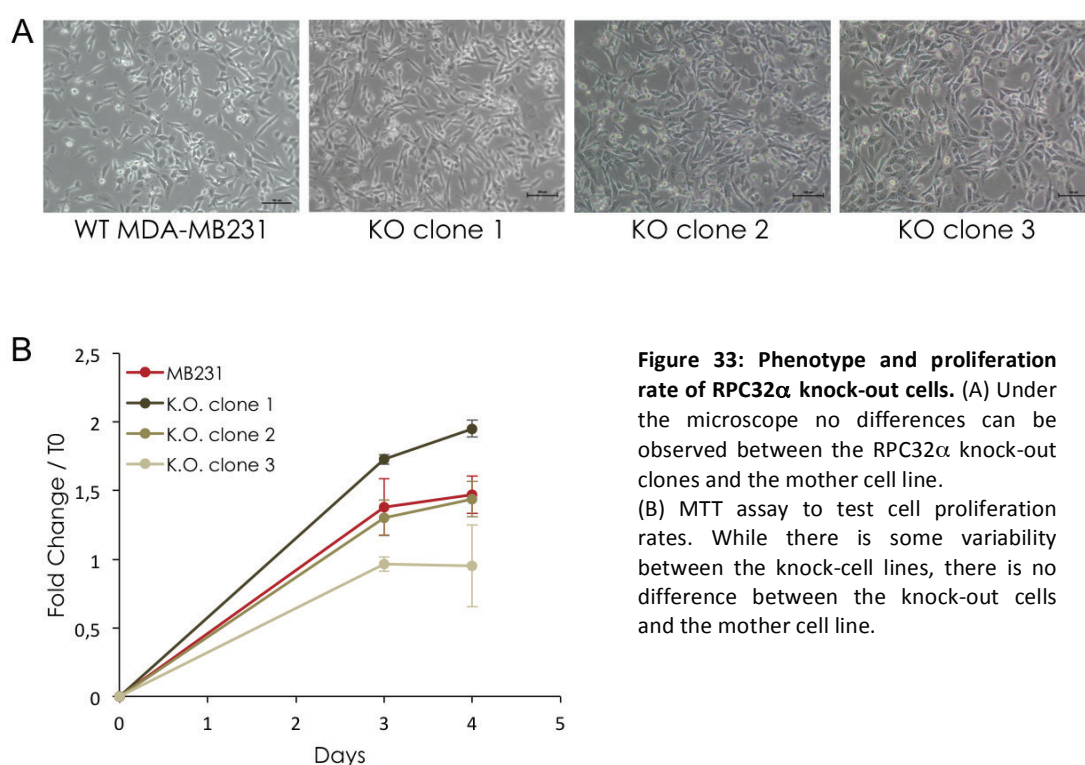 A
WT MDA-MB231
KO clone 1
KO clone 2
KO clone 3
B
2,5
2
1,5
1
0,5
0
Fold Change / T0
MB231
K.O. clone 1
K.O. clone 2
K.O. clone 3
0 1 2 3 4 5
Days
Figure 33: Phenotype and proliferation
rate of RPC32α knock-out cells. (A) Under
the microscope no differences can be
observed between the RPC32α knock-out
clones and the mother cell line.
(B) MTT assay to test cell proliferation
rates. While there is some variability
between the knock-cell lines, there is no
difference between the knock-out cells
and the mother cell line.